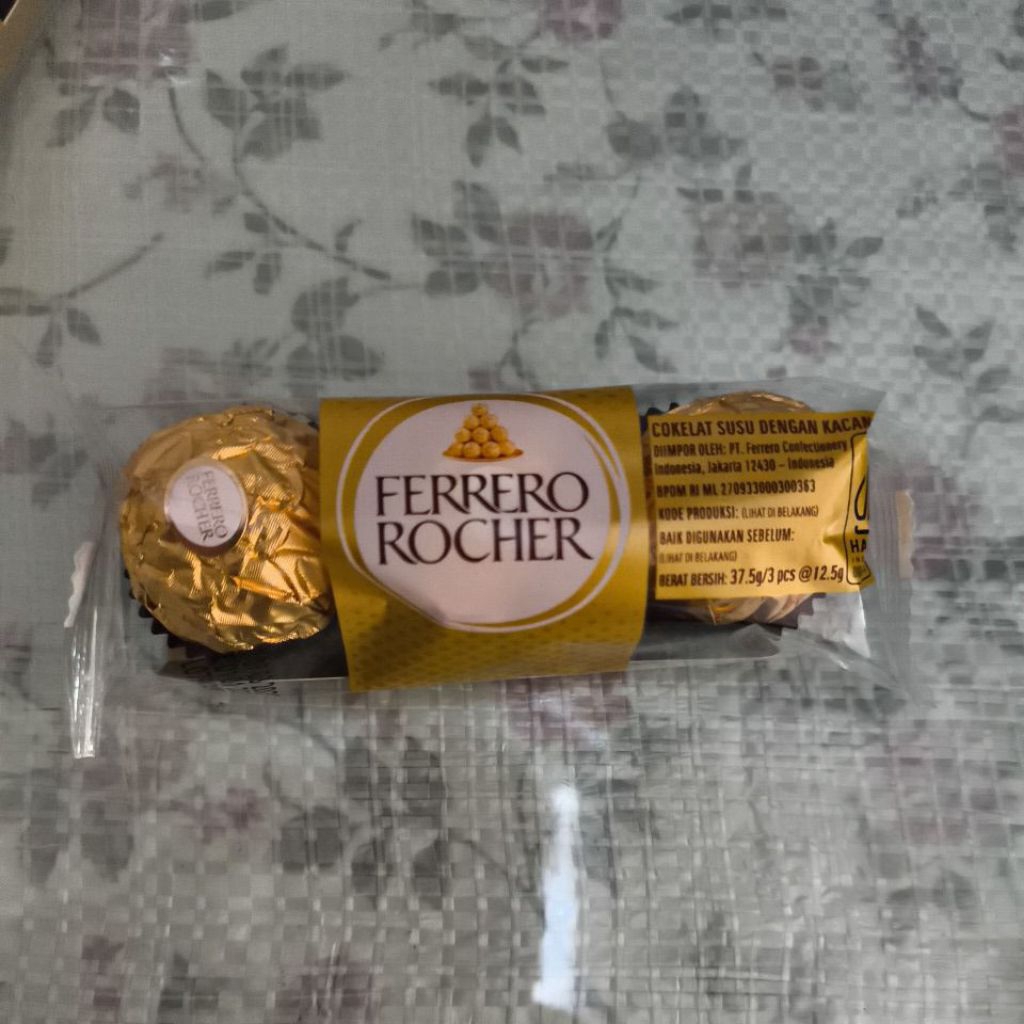 FERRERO
ROCHER
FERRERO
ROCHER
COKELAT SUSU DENGAN KACAN
DIIMPOR OLEH: PT. Ferrero Confectionery
Indonesia, Jakarta 12430 – Indonesia
BPOM RI ML 270933000300363
KODE PRODUKSI: (LIHAT DI BELAKANG)
BAIK DIGUNAKAN SEBELUM:
(LIHAT DI BELAKANG)
BERAT BERSIH: 37.5g/3 pcs @12.5g
HA